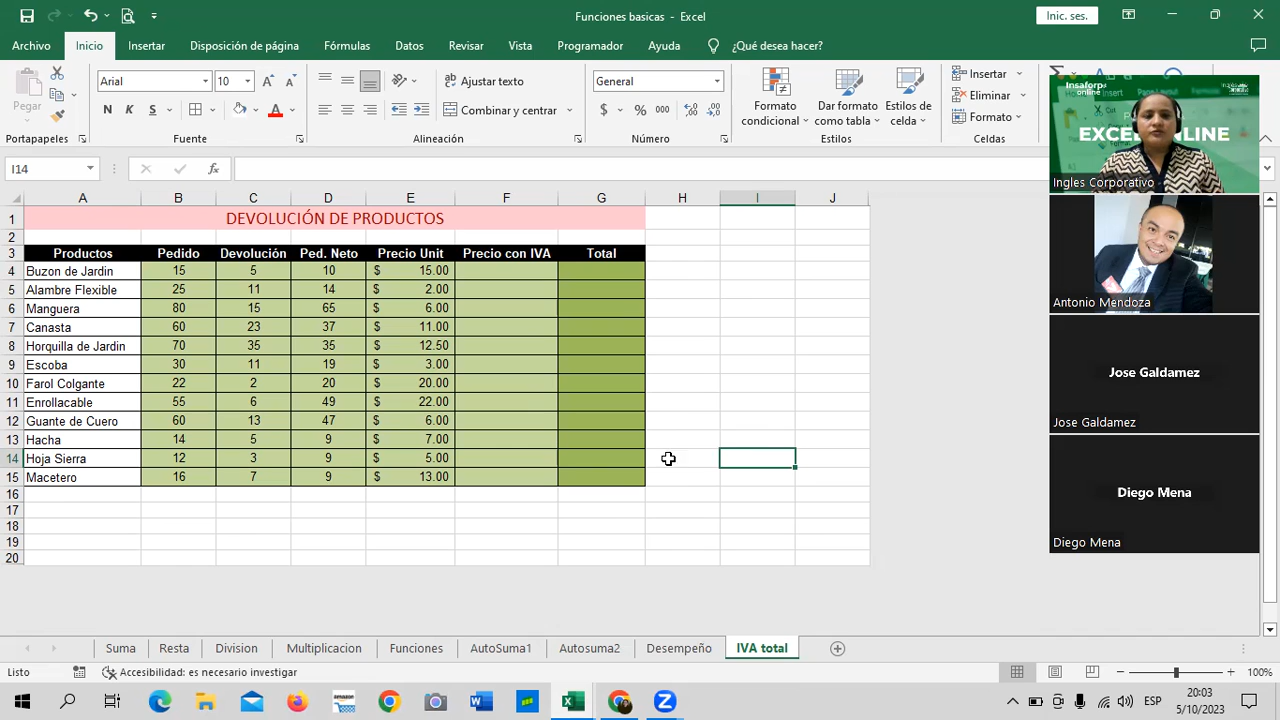 Funciones basicas - Excel
Inic. ses.
Archivo Inicio Insertar Disposición de página Fórmulas Datos Revisar Vista Programador Ayuda ¿Qué desea hacer?
Pegar
Arial 10
N K S
Ajustar texto
Combinar y centrar
General
$ % 000
Formato condicional
Dar formato como tabla
Estilos de celda
Insertar
Eliminar
Formato
Portapapeles Fuente Alineación Número Estilos Celdas
I14 fx
A B C D E F G H I J
1 DEVOLUCIÓN DE PRODUCTOS
2
3 Productos Pedido Devolución Ped. Neto Precio Unit Precio con IVA Total
4 Buzon de Jardin 15 5 10 $ 15.00
5 Alambre Flexible 25 11 14 $ 2.00
6 Manguera 80 15 65 $ 6.00
7 Canasta 60 23 37 $ 11.00
8 Horquilla de Jardin 70 35 35 $ 12.50
9 Escoba 30 11 19 $ 3.00
10 Farol Colgante 22 2 20 $ 20.00
11 Enrollacable 55 6 49 $ 22.00
12 Guante de Cuero 60 13 47 $ 6.00
13 Hacha 14 5 9 $ 7.00
14 Hoja Sierra 12 3 9 $ 5.00
15 Macetero 16 7 9 $ 13.00
16
17
18
19
20
Insaforp online
EXCEL ONLINE
Ingles Corporativo
Antonio Mendoza
Jose Galdamez
Jose Galdamez
Diego Mena
Diego Mena
Suma Resta Division Multiplicacion Funciones AutoSuma1 Autosuma2 Desempeño IVA total
Listo Accesibilidad: es necesario investigar 100%
ESP
20:03
5/10/2023